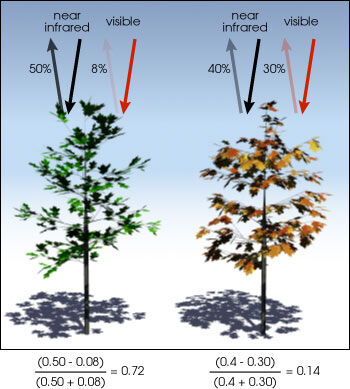 near infrared visible near infrared visible
50% 8% 40% 30%
(0.50 - 0.08)
(0.50 + 0.08) = 0.72
(0.4 - 0.30)
(0.4 + 0.30) = 0.14